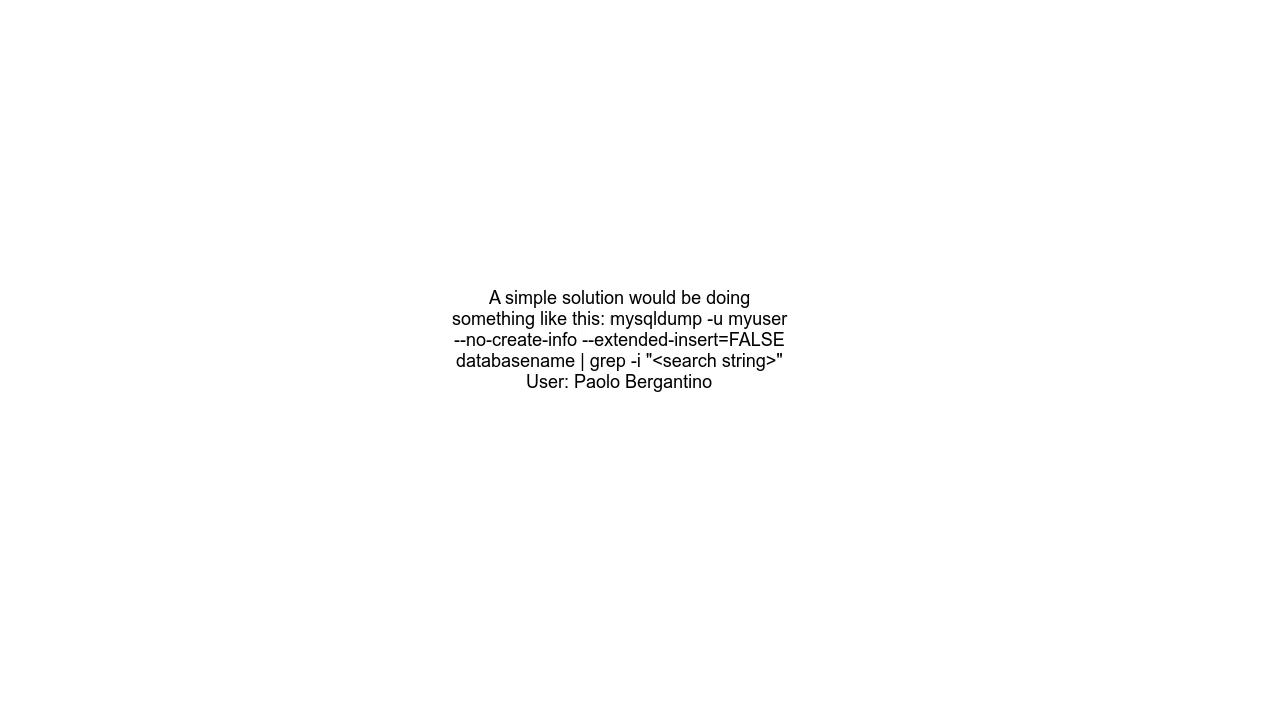 A simple solution would be doing
something like this: mysqldump -u myuser
--no-create-info --extended-insert=FALSE
databasename | grep -i "<search string>"
User: Paolo Bergantino